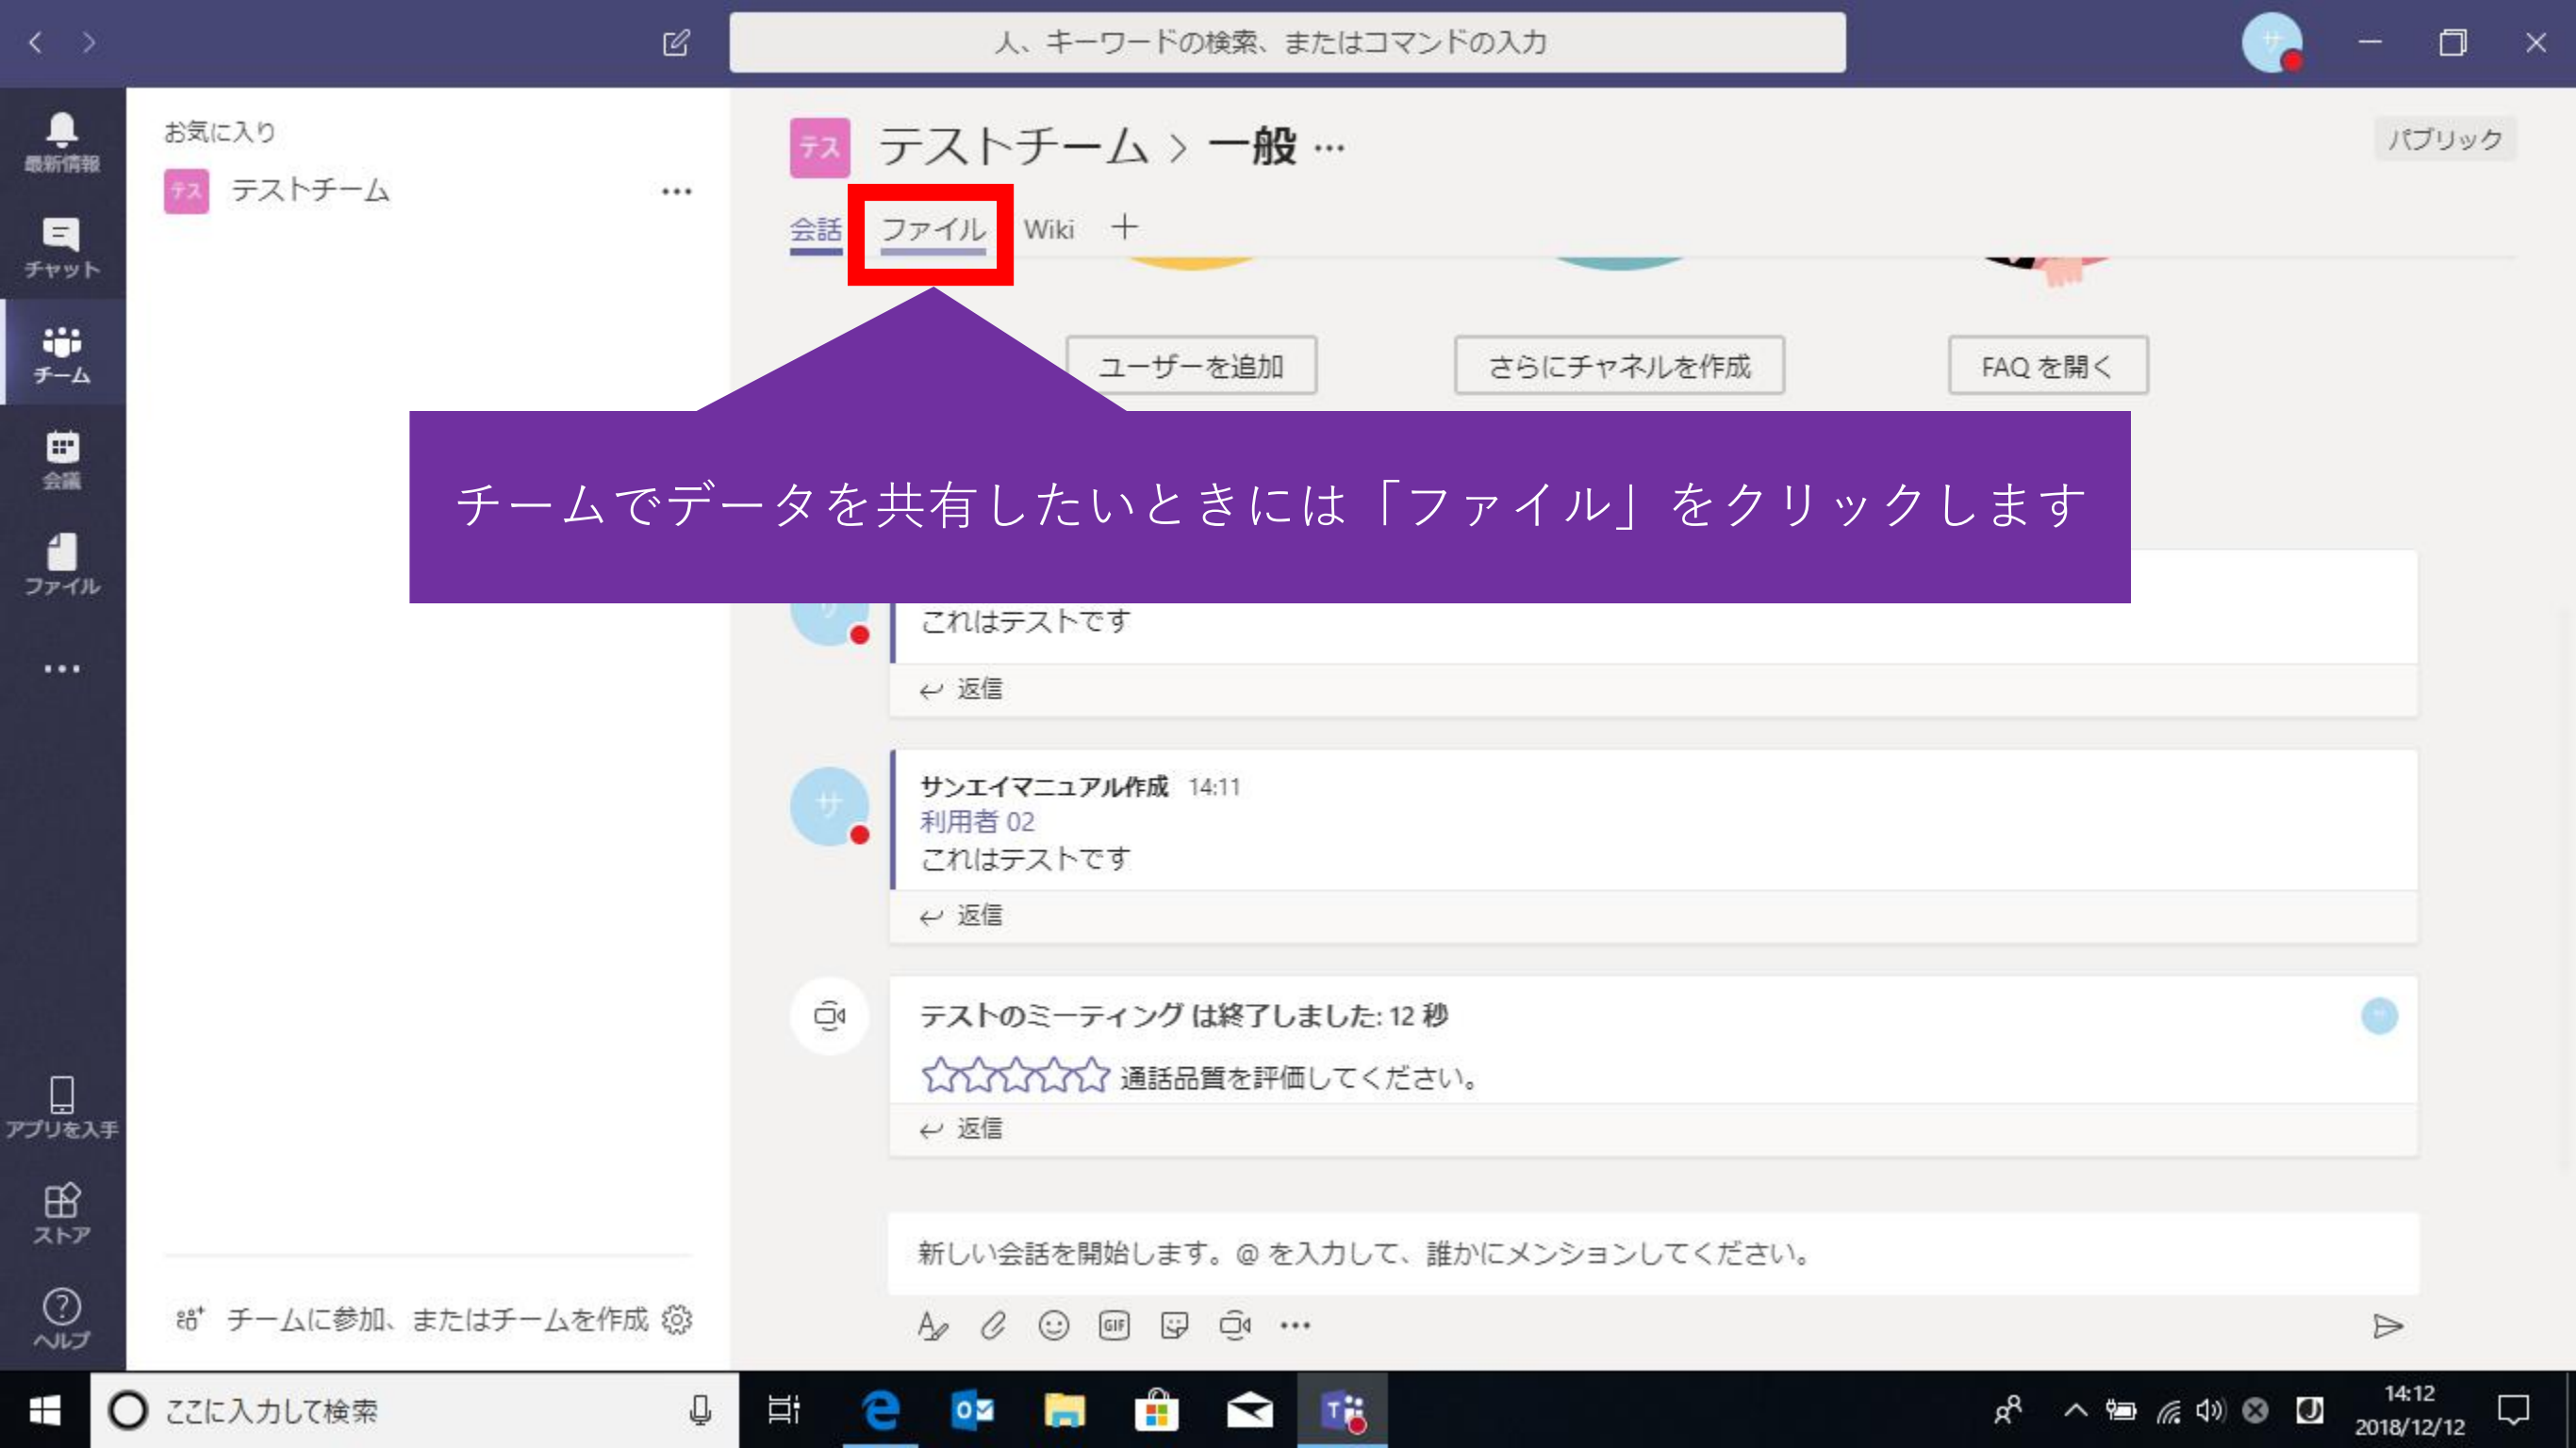 人、キーワードの検索、またはコマンドの入力
サ
最新情報
チャット
チーム
会議
ファイル
アプリを入手
ストア
ヘルプ
お気に入り
テス テストチーム
チームに参加、またはチームを作成
テス テストチーム > 一般 …
パブリック
会話 ファイル Wiki +
ユーザーを追加 さらにチャネルを作成 FAQ を開く
チームでデータを共有したいときには「ファイル」をクリックします
これはテストです
返信
サ
サンエイマニュアル作成 14:11
利用者 02
これはテストです
返信
テストのミーティング は終了しました: 12 秒
通話品質を評価してください。
返信
新しい会話を開始します。@ を入力して、誰かにメンションしてください。
GIF
ここに入力して検索
14:12
2018/12/12